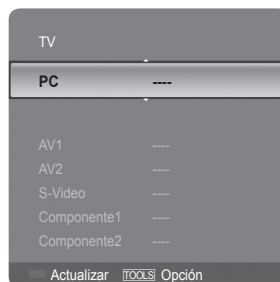 TV
PC ----
AV1 ----
AV2 ----
S-Video ----
Componente1 ----
Componente2 ----
Actualizar TOOLS Opción